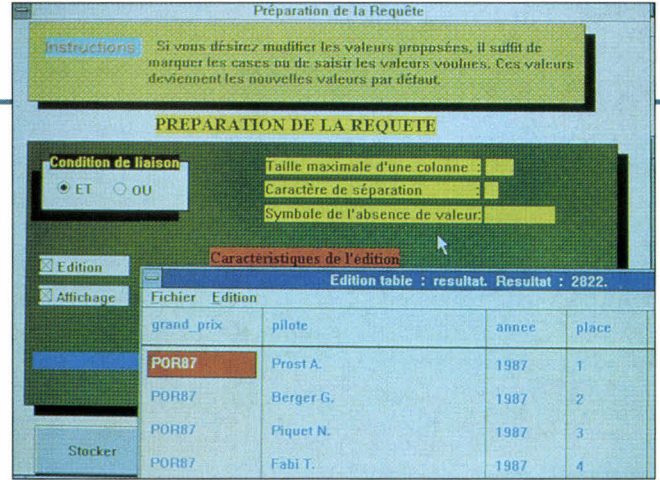 Préparation de la Requête
Instructions : Si vous désirez modifier les valeurs proposées, il suffit de
marquer les cases ou de saisir les valeurs voulues. Ces valeurs
deviennent les nouvelles valeurs par défaut.
PREPARATION DE LA REQUETE
Condition de liaison
ET OU
Taille maximale d'une colonne :
Caractère de séparation :
Symbole de l'absence de valeur:
Caractéristiques de l'édition
Edition
Affichage
Edition table : resultat. Resultat : 2822.
Fichier Edition
grand_prix pilote annee place
POR87 Prost A. 1987 1
POR87 Berger G. 1987 2
POR87 Piquet N. 1987 3
POR87 Fabi T. 1987 4
Stocker